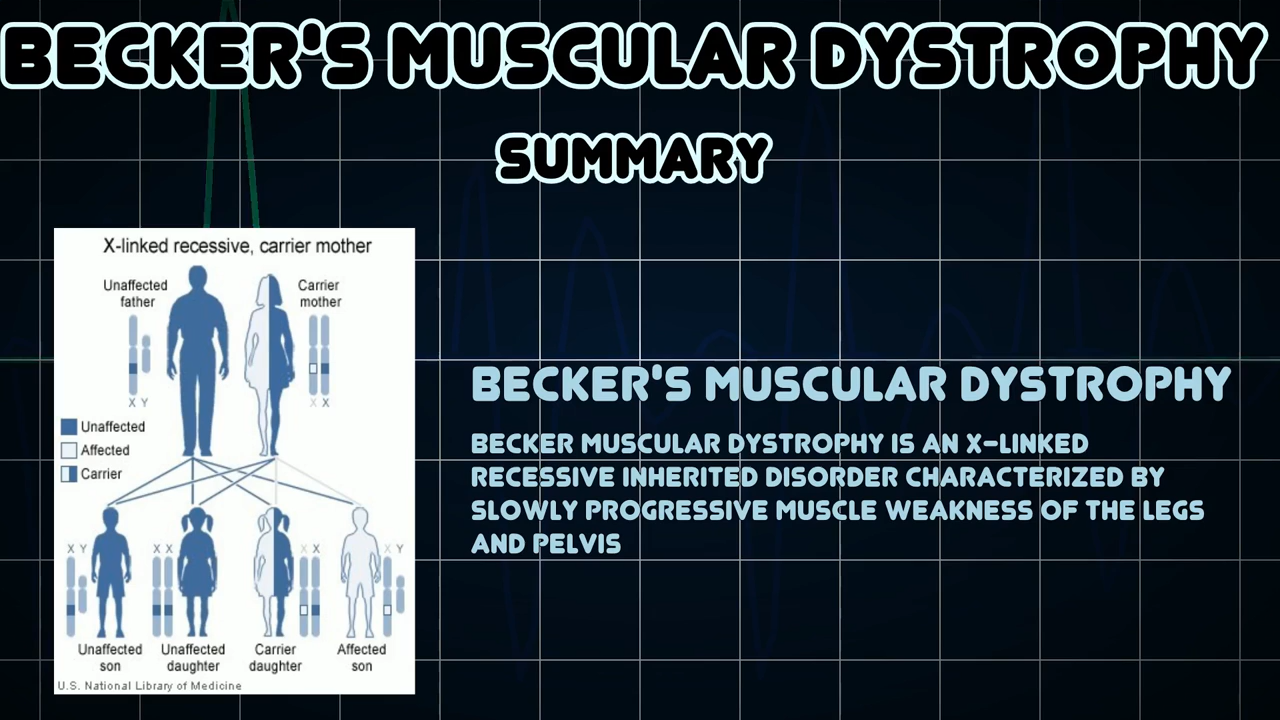 BECKER'S MUSCULAR DYSTROPHY
SUMMARY
X-linked recessive, carrier mother
Unaffected father
Carrier mother
X Y
X X
Unaffected
Affected
Carrier
X Y
X X
X X
X Y
Unaffected son
Unaffected daughter
Carrier daughter
Affected son
U.S. National Library of Medicine
BECKER'S MUSCULAR DYSTROPHY
BECKER MUSCULAR DYSTROPHY IS AN X-LINKED
RECESSIVE INHERITED DISORDER CHARACTERIZED BY
SLOWLY PROGRESSIVE MUSCLE WEAKNESS OF THE LEGS
AND PELVIS